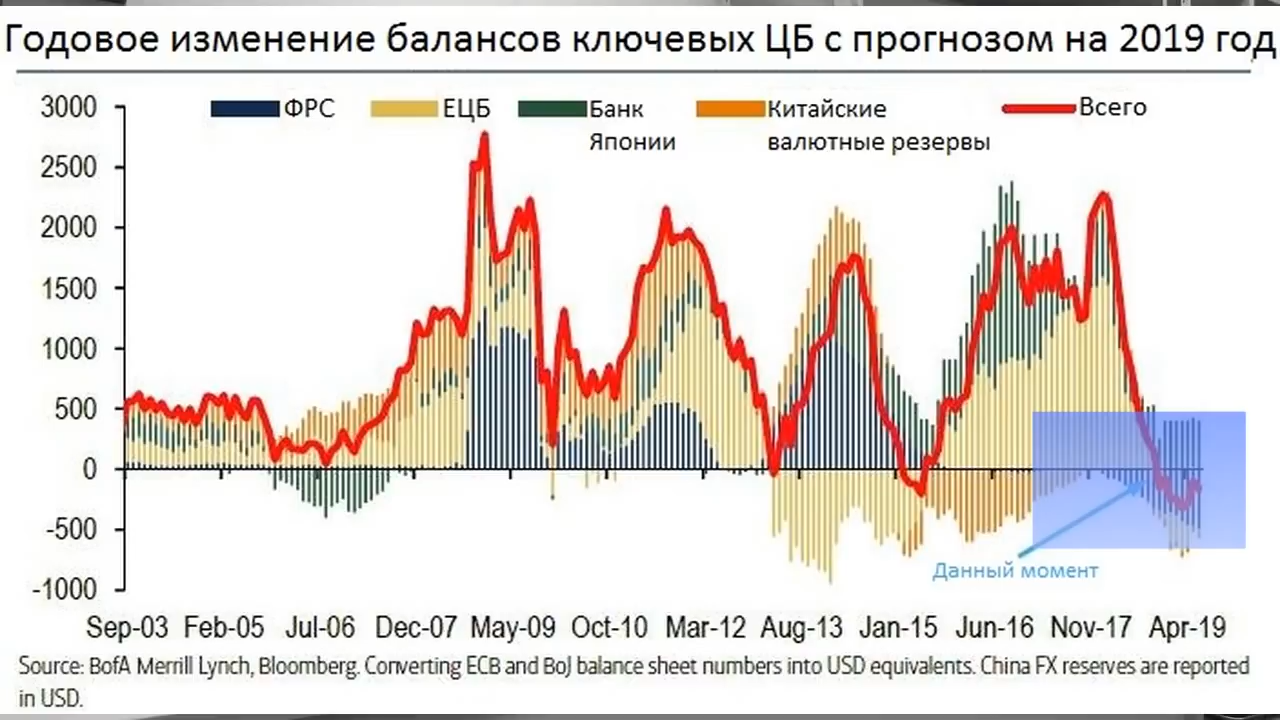 Годовое изменение балансов ключевых ЦБ с прогнозом на 2019 год
ФРС
ЕЦБ
Банк
Японии
Китайские
валютные резервы
Всего
3000
2500
2000
1500
1000
500
0
-500
-1000
Данный момент
Sep-03 Feb-05 Jul-06 Dec-07 May-09 Oct-10 Mar-12 Aug-13 Jan-15 Jun-16 Nov-17 Apr-19
Source: BofA Merrill Lynch, Bloomberg. Converting ECB and BoJ balance sheet numbers into USD equivalents. China FX reserves are reported
in USD.